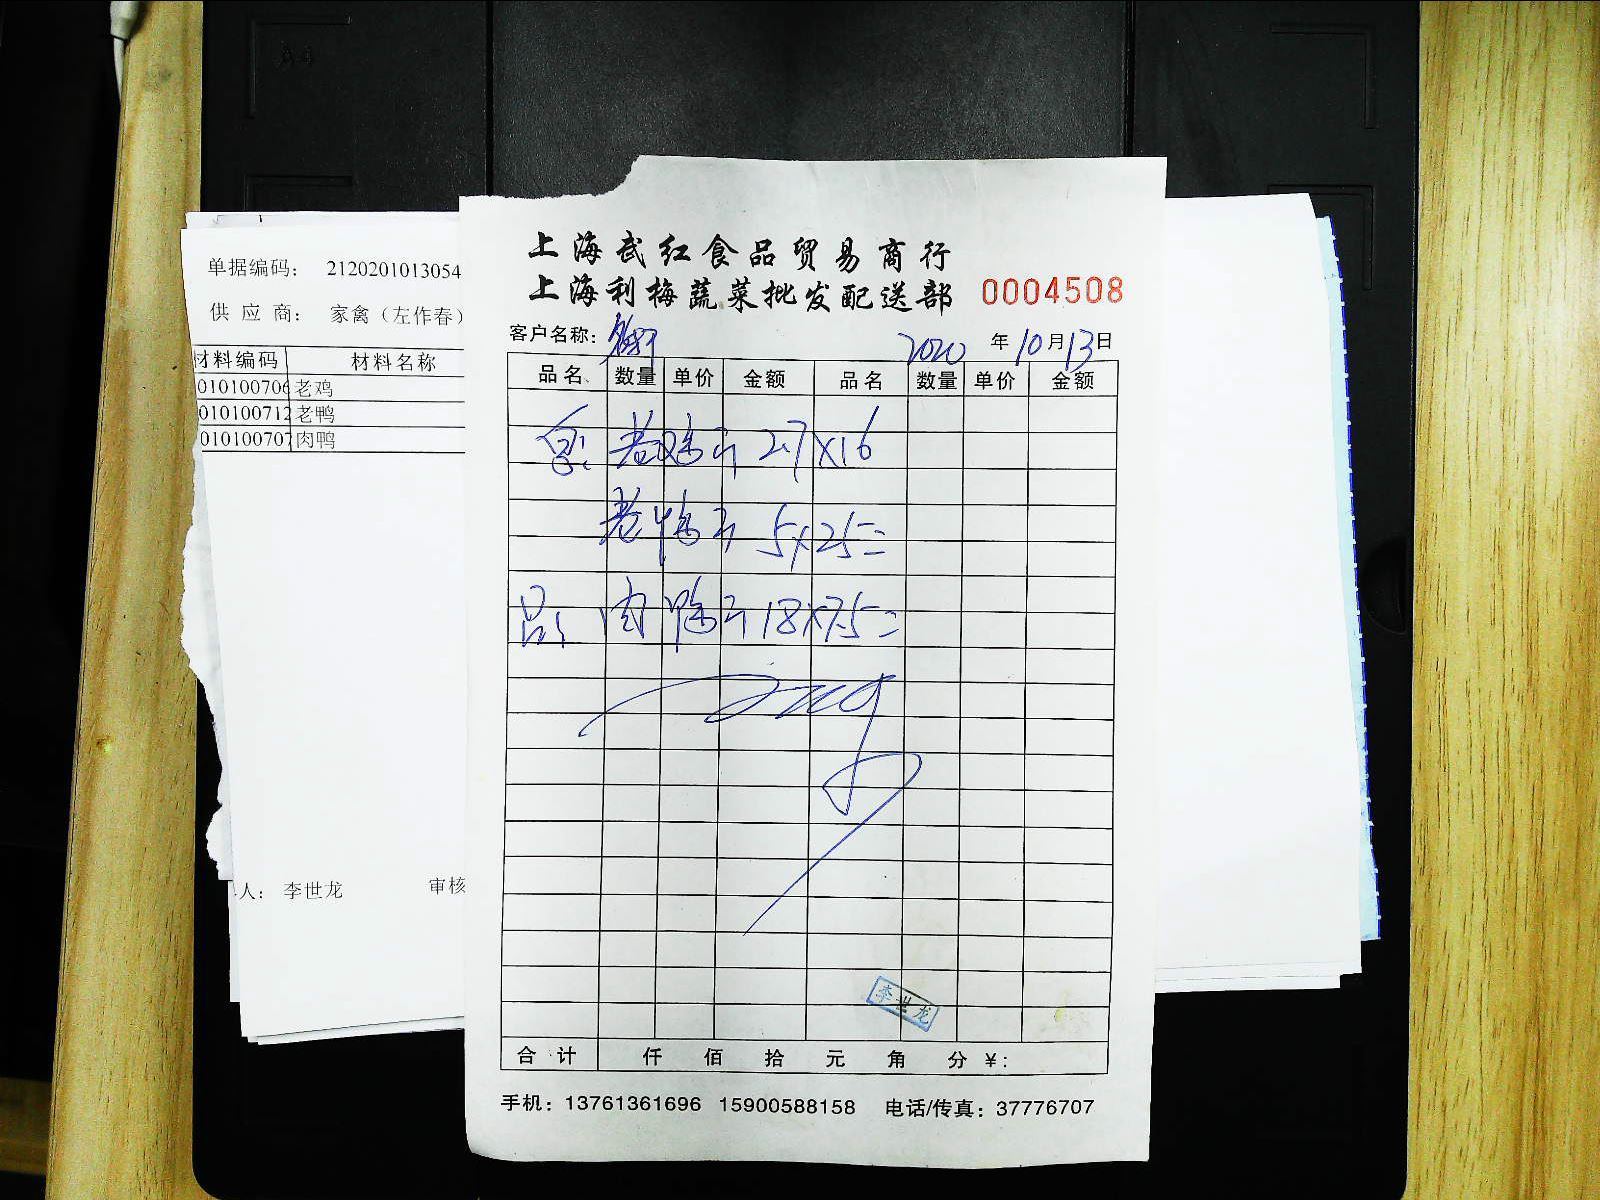 单据编码： 2120201013054
供 应 商： 家禽（左作春）
材料编码 材料名称
010100706 老鸡
010100712 老鸭
010100707 肉鸭
人： 李世龙 审核
上海武红食品贸易商行
上海利梅蔬菜批发配送部 0004508
客户名称：
2020 年 10 月 13 日
品名 数量 单价 金额 品名 数量 单价 金额
老鸡 27×16
老鸭 5×25=
肉鸭 18×75=
李世龙
合 计 仟 佰 拾 元 角 分 ¥:
手机：13761361696 15900588158 电话/传真：37776707